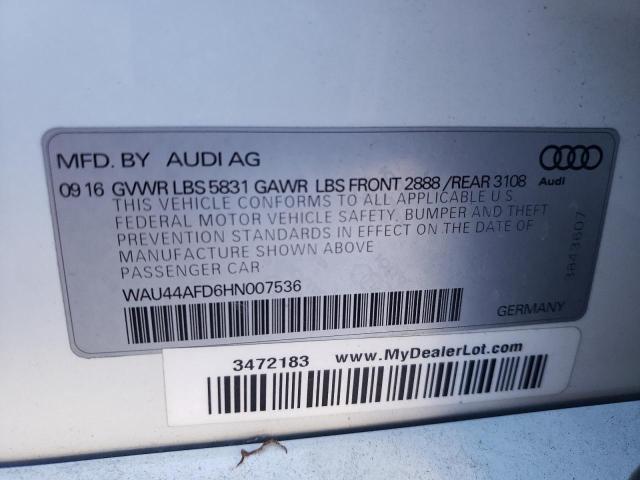 MFD. BY AUDI AG
09 16 GVWR LBS 5831 GAWR LBS FRONT 2888 /REAR 3108
THIS VEHICLE CONFORMS TO ALL APPLICABLE U.S.
FEDERAL MOTOR VEHICLE SAFETY, BUMPER AND THEFT
PREVENTION STANDARDS IN EFFECT ON THE DATE OF
MANUFACTURE SHOWN ABOVE
PASSENGER CAR
WAU44AFD6HN007536
Audi
3843607
GERMANY
3472183 www.MyDealerLot.com